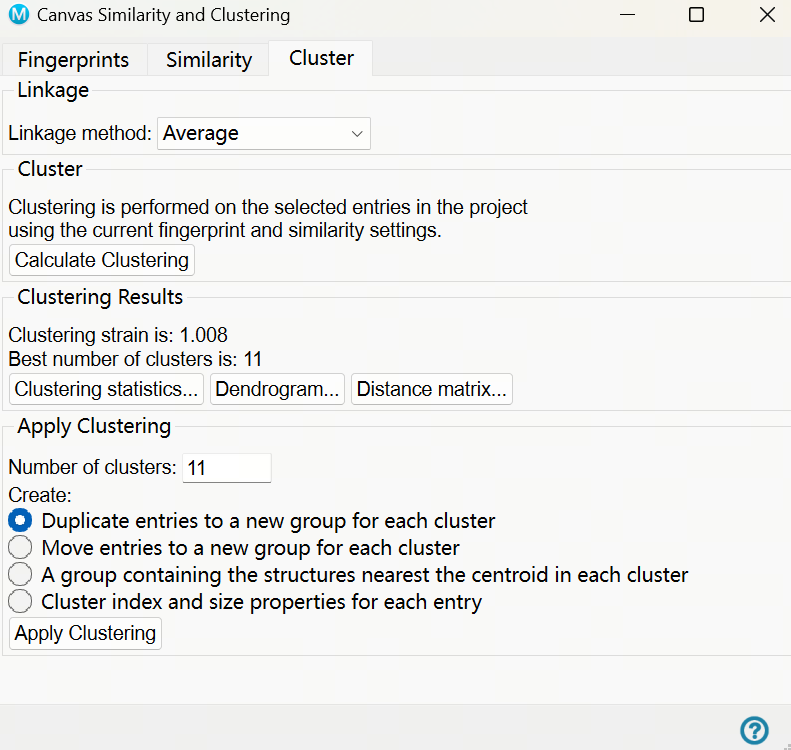 M Canvas Similarity and Clustering
Fingerprints Similarity Cluster
Linkage
Linkage method: Average
Cluster
Clustering is performed on the selected entries in the project
using the current fingerprint and similarity settings.
Calculate Clustering
Clustering Results
Clustering strain is: 1.008
Best number of clusters is: 11
Clustering statistics... Dendrogram... Distance matrix...
Apply Clustering
Number of clusters: 11
Create:
Duplicate entries to a new group for each cluster
Move entries to a new group for each cluster
A group containing the structures nearest the centroid in each cluster
Cluster index and size properties for each entry
Apply Clustering
?